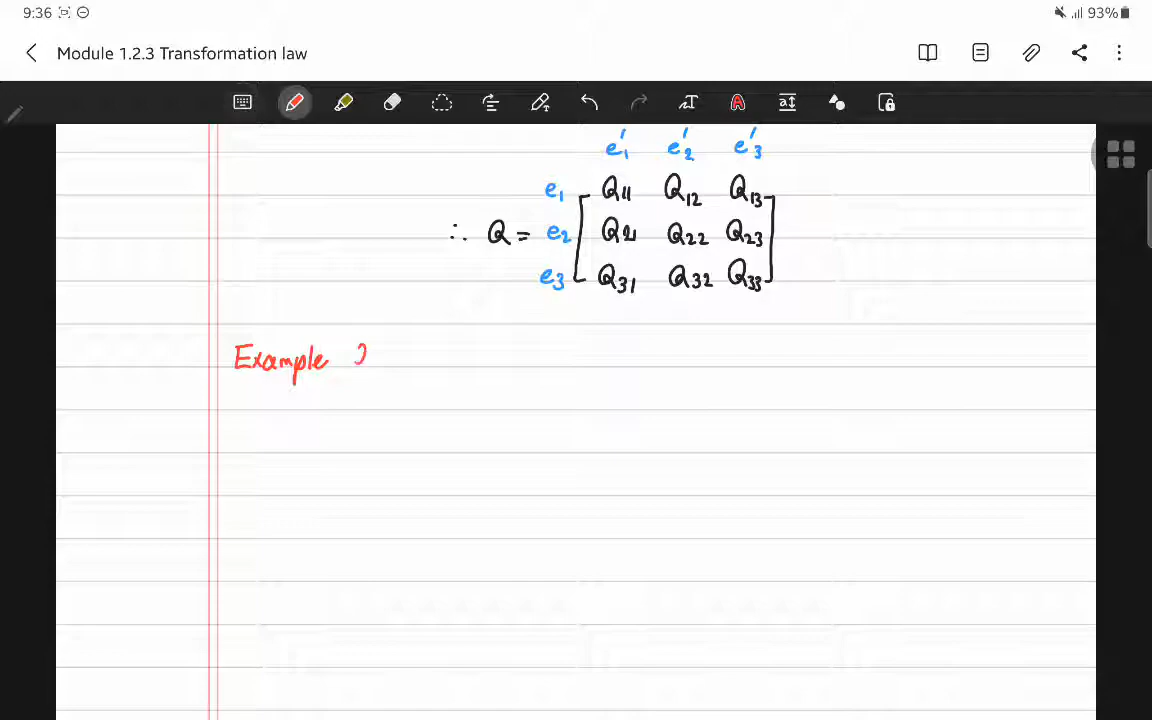 9:36 93%
Module 1.2.3 Transformation law
e'1 e'2 e'3
e1 Q11 Q12 Q13
∴ Q = e2 Q21 Q22 Q23
e3 Q31 Q32 Q33
Example